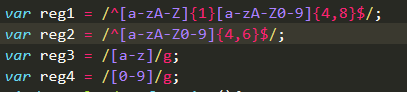 var reg1 = /^[a-zA-Z]{1}[a-zA-Z0-9]{4,8}$/;
var reg2 = /^[a-zA-Z0-9]{4,6}$/;
var reg3 = /[a-z]/g;
var reg4 = /[0-9]/g;